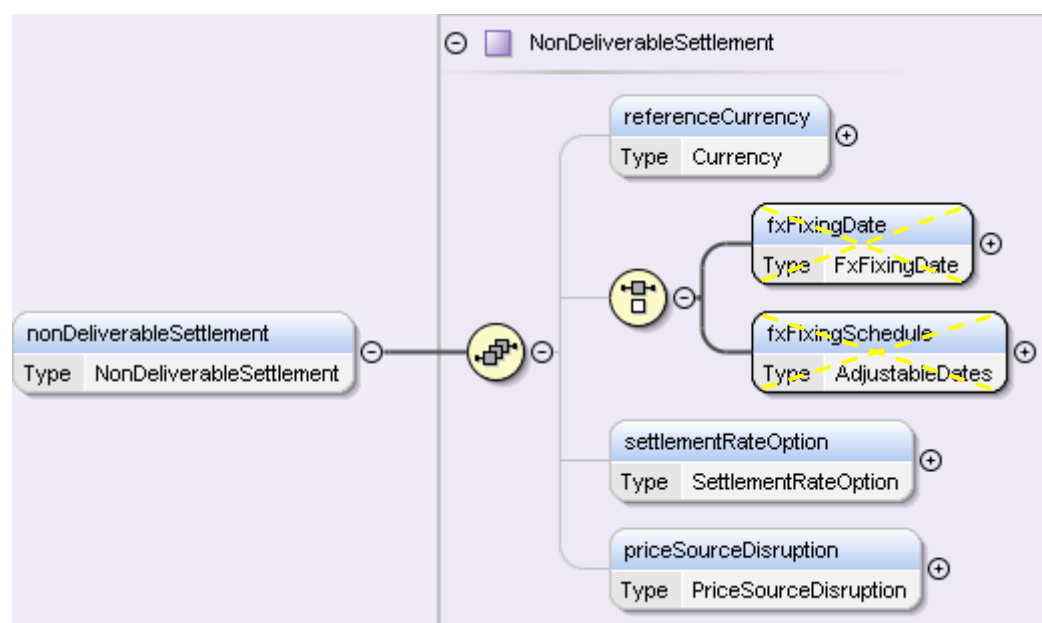 NonDeliverableSettlement
referenceCurrency
Type Currency
fxFixingDate
Type FxFixingDate
nonDeliverableSettlement
Type NonDeliverableSettlement
fxFixingSchedule
Type AdjustableDates
settlementRateOption
Type SettlementRateOption
priceSourceDisruption
Type PriceSourceDisruption